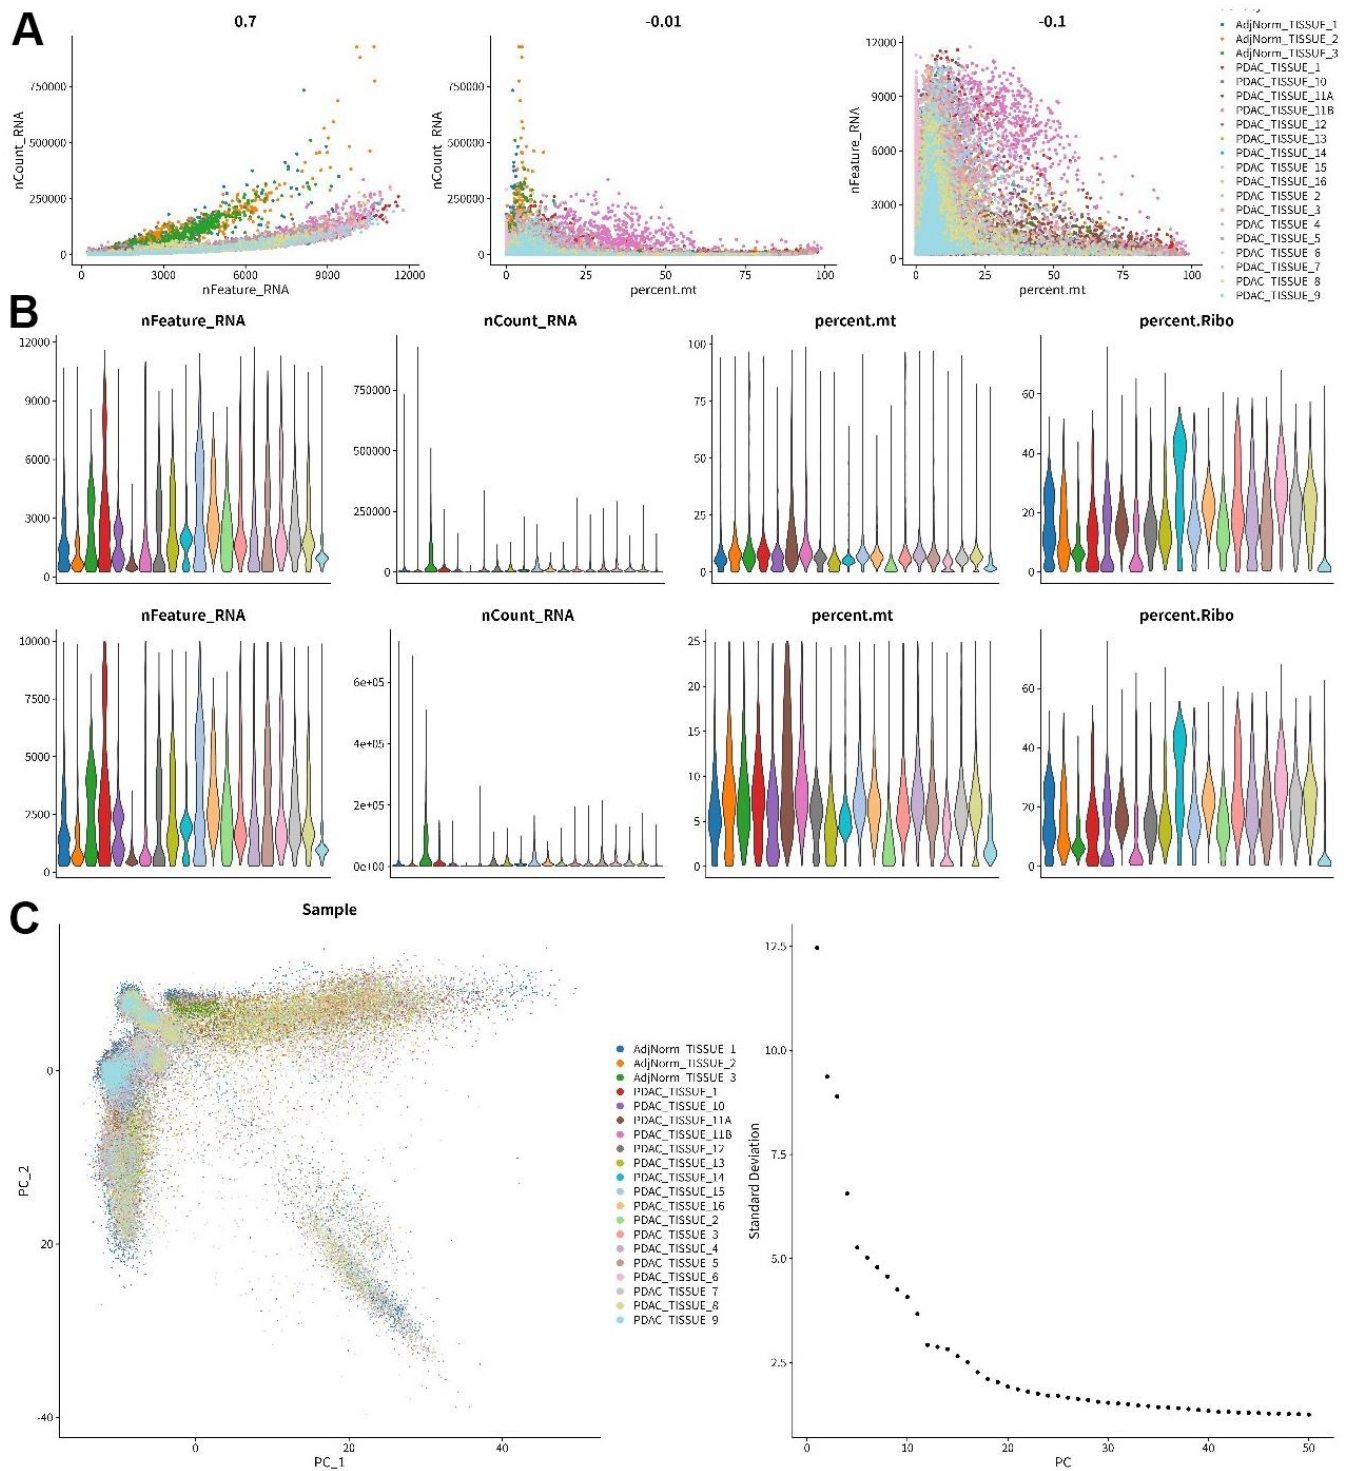 A
0.7
-0.01
-0.1
nCount_RNA
750000
500000
250000
0
0
3000
6000
9000
12000
nFeature_RNA
nCount RNA
750000
500000
250000
0
0
25
50
75
100
percent.mt
nFeature_RNA
12000
9000
6000
3000
0
0
25
50
75
100
percent.mt
AdjNorm_TISSUE_1
AdjNorm_TISSUE_2
AdjNorm_TISSUE_3
PDAC_TISSUE_1
PDAC_TISSUE_10
PDAC_TISSUE_11A
PDAC_TISSUE_11B
PDAC_TISSUE_12
PDAC_TISSUE_13
PDAC_TISSUE_14
PDAC_TISSUE_15
PDAC_TISSUE_16
PDAC_TISSUE_2
PDAC_TISSUE_3
PDAC_TISSUE_4
PDAC_TISSUE_5
PDAC_TISSUE_6
PDAC_TISSUE_7
PDAC_TISSUE_8
PDAC_TISSUE_9
B
nFeature_RNA
nCount_RNA
percent.mt
percent.Ribo
12000
9000
6000
3000
0
750000
500000
250000
0
100
75
50
25
0
60
40
20
0
nFeature_RNA
nCount_RNA
percent.mt
percent.Ribo
10000
7500
5000
2500
0
6e+05
4e+05
2e+05
0e+00
25
20
15
10
5
0
60
40
20
0
C
Sample
PC_2
0
20
-40
0
20
40
PC_1
AdjNorm_TISSUE_1
AdjNorm_TISSUE_2
AdjNorm_TISSUE_3
PDAC_TISSUE_1
PDAC_TISSUE_10
PDAC_TISSUE_11A
PDAC_TISSUE_11B
PDAC_TISSUE_12
PDAC_TISSUE_13
PDAC_TISSUE_14
PDAC_TISSUE_15
PDAC_TISSUE_16
PDAC_TISSUE_2
PDAC_TISSUE_3
PDAC_TISSUE_4
PDAC_TISSUE_5
PDAC_TISSUE_6
PDAC_TISSUE_7
PDAC_TISSUE_8
PDAC_TISSUE_9
Standard Deviation
12.5
10.0
7.5
5.0
2.5
0
10
20
30
40
50
PC